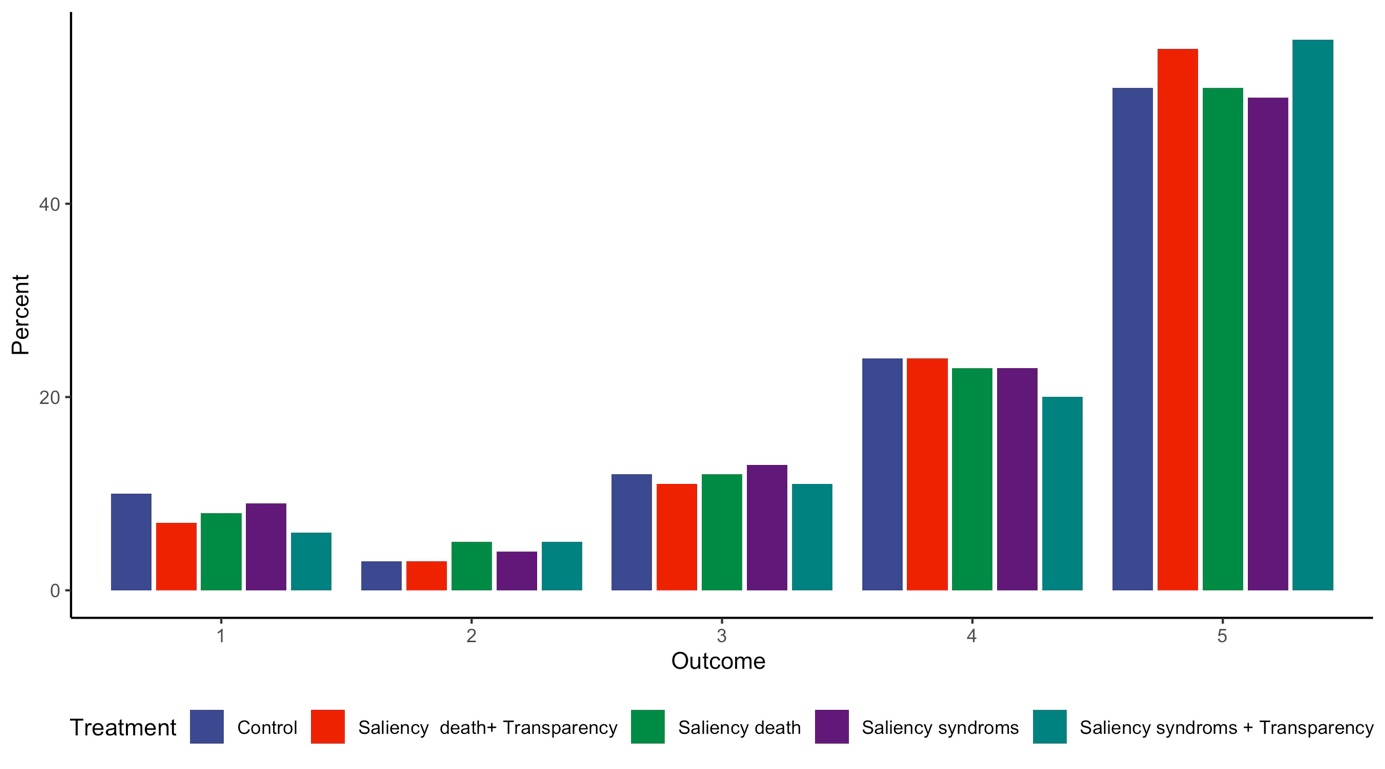 Percent
40
20
0
1 2 3 4 5
Outcome
Treatment Control Saliency  death+ Transparency Saliency death Saliency syndroms Saliency syndroms + Transparency